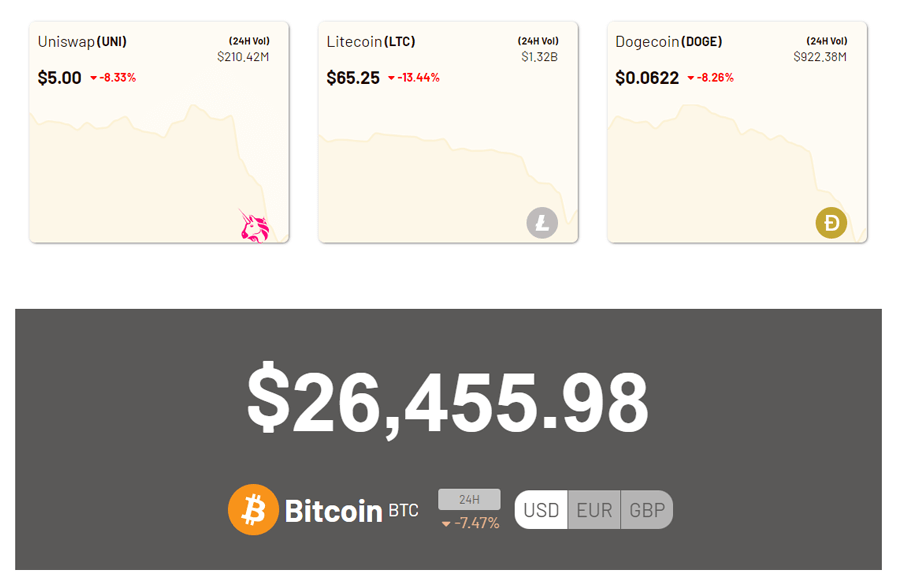 Uniswap (UNI) (24H Vol)
$210.42M
$5.00 -8.33%
Litecoin (LTC) (24H Vol)
$1.32B
$65.25 -13.44%
Dogecoin (DOGE) (24H Vol)
$922.38M
$0.0622 -8.26%
$26,455.98
Bitcoin BTC
24H
-7.47%
USD EUR GBP